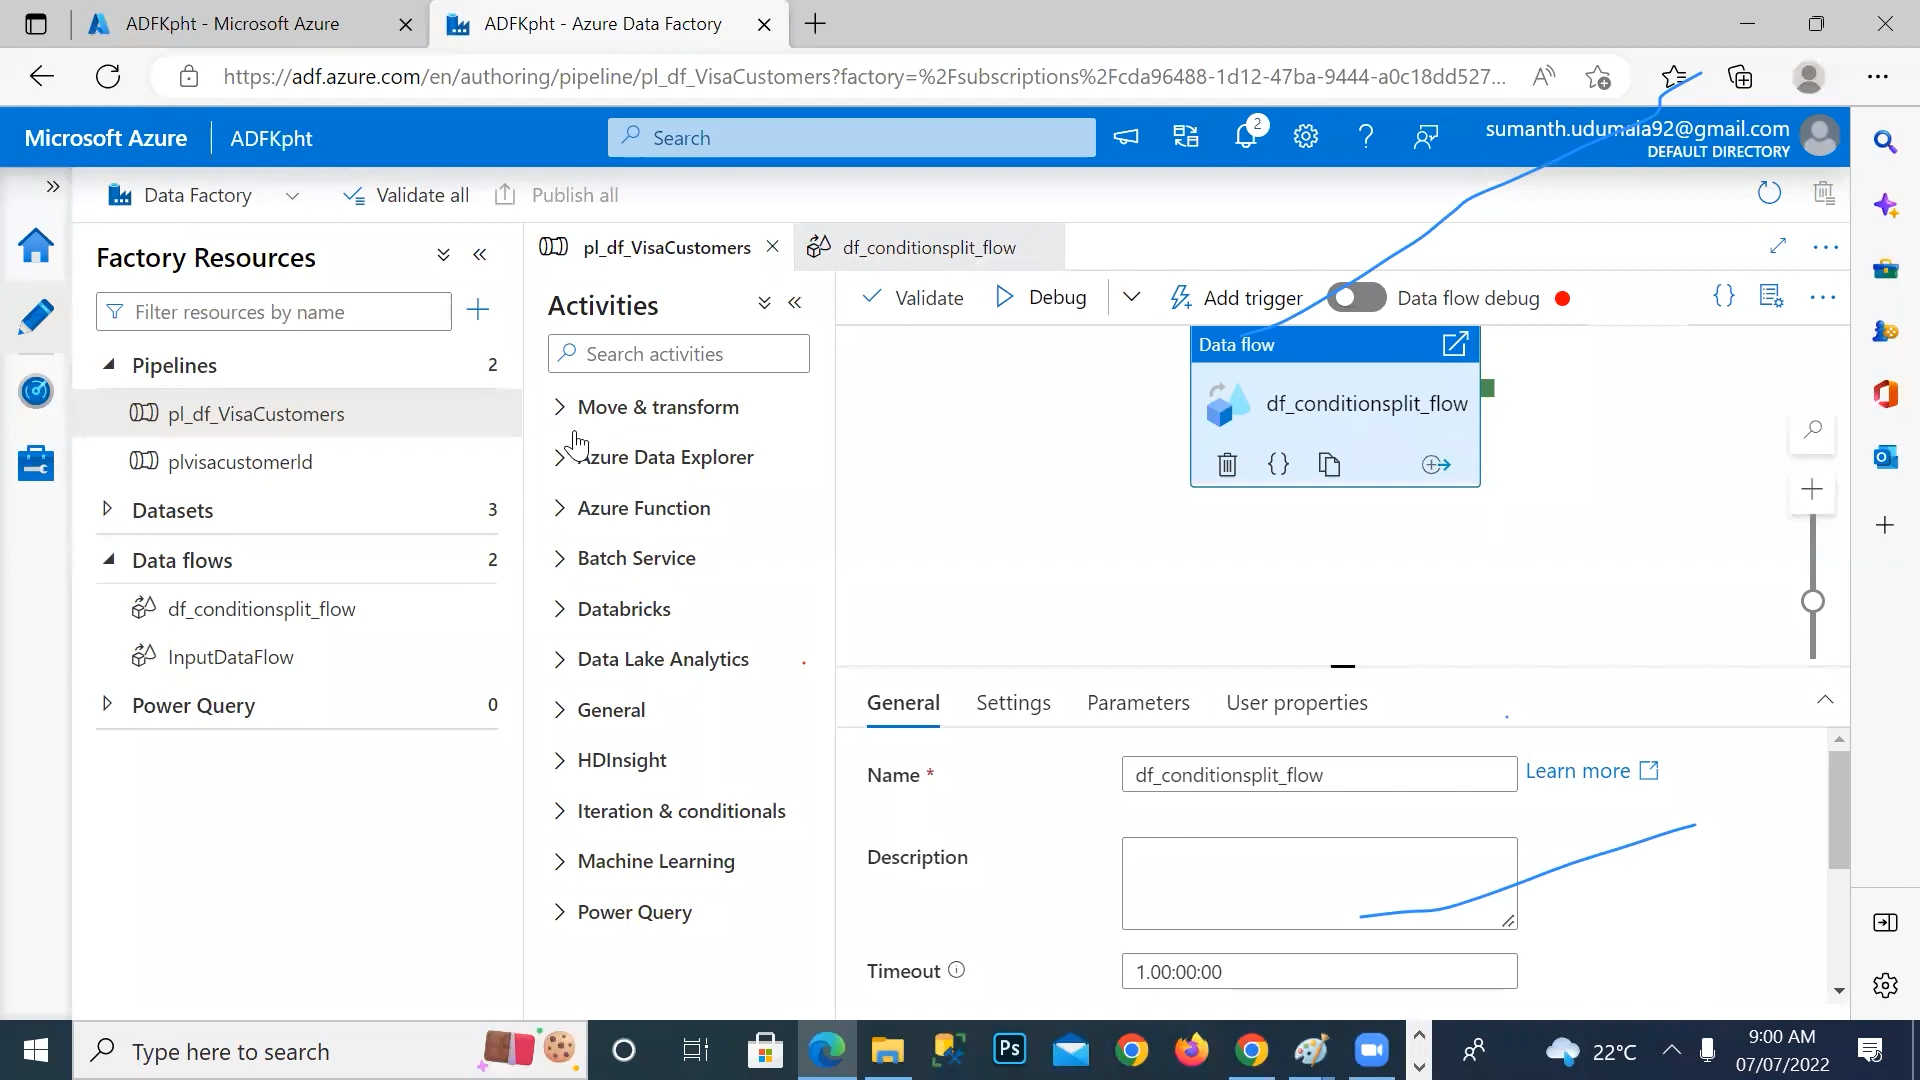 ADFKpht - Microsoft Azure
ADFKpht - Azure Data Factory
https://adf.azure.com/en/authoring/pipeline/pl_df_VisaCustomers?factory=%2Fsubscriptions%2Fcda96488-1d12-47ba-9444-a0c18dd527...
Microsoft Azure
ADFKpht
Search
2
sumanth.udumaia92@gmail.com
DEFAULT DIRECTORY
Data Factory
Validate all
Publish all
Factory Resources
Filter resources by name
Pipelines 2
pl_df_VisaCustomers
plvisacustomerld
Datasets 3
Data flows 2
df_conditionsplit_flow
InputDataFlow
Power Query 0
pl_df_VisaCustomers
df_conditionsplit_flow
Activities
Search activities
Move & transform
Azure Data Explorer
Azure Function
Batch Service
Databricks
Data Lake Analytics
General
HDInsight
Iteration & conditionals
Machine Learning
Power Query
Validate
Debug
Add trigger
Data flow debug
Data flow
df_conditionsplit_flow
General
Settings
Parameters
User properties
Name *
df_conditionsplit_flow
Learn more
Description
Timeout
1.00:00:00
Type here to search
Ps
22°C
9:00 AM
07/07/2022